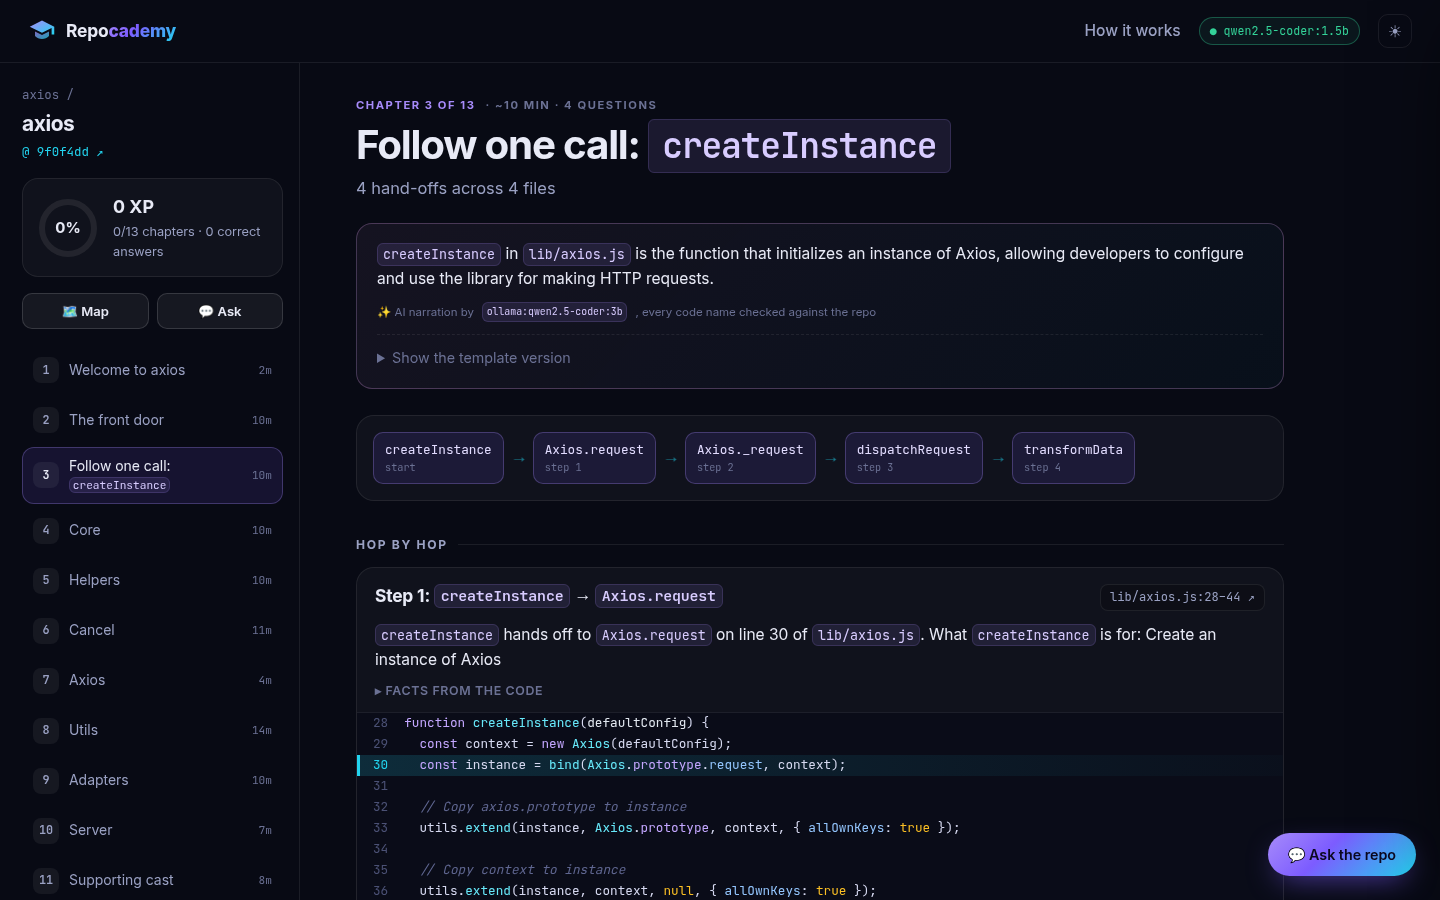 Repocademy
How it works
● qwen2.5-coder:1.5b
☀
axios /
axios
@ 9f0f4dd ↗
0%
0 XP
0/13 chapters · 0 correct
answers
🗺️ Map
💬 Ask
1 Welcome to axios 2m
2 The front door 10m
3 Follow one call: 10m
createInstance
4 Core 10m
5 Helpers 10m
6 Cancel 11m
7 Axios 4m
8 Utils 14m
9 Adapters 10m
10 Server 7m
11 Supporting cast 8m
CHAPTER 3 OF 13 · ~10 MIN · 4 QUESTIONS
Follow one call: createInstance
4 hand-offs across 4 files
createInstance in lib/axios.js is the function that initializes an instance of Axios, allowing developers to configure
and use the library for making HTTP requests.
✨ AI narration by ollama:qwen2.5-coder:3b , every code name checked against the repo
▶ Show the template version
createInstance → Axios.request → Axios._request → dispatchRequest → transformData
start step 1 step 2 step 3 step 4
HOP BY HOP
Step 1: createInstance → Axios.request
lib/axios.js:28–44 ↗
createInstance hands off to Axios.request on line 30 of lib/axios.js. What createInstance is for: Create an
instance of Axios
▸ FACTS FROM THE CODE
28 function createInstance(defaultConfig) {
29 const context = new Axios(defaultConfig);
30 const instance = bind(Axios.prototype.request, context);
31
32 // Copy axios.prototype to instance
33 utils.extend(instance, Axios.prototype, context, { allOwnKeys: true });
34
35 // Copy context to instance
36 utils.extend(instance, context, null, { allOwnKeys: true });
💬 Ask the repo